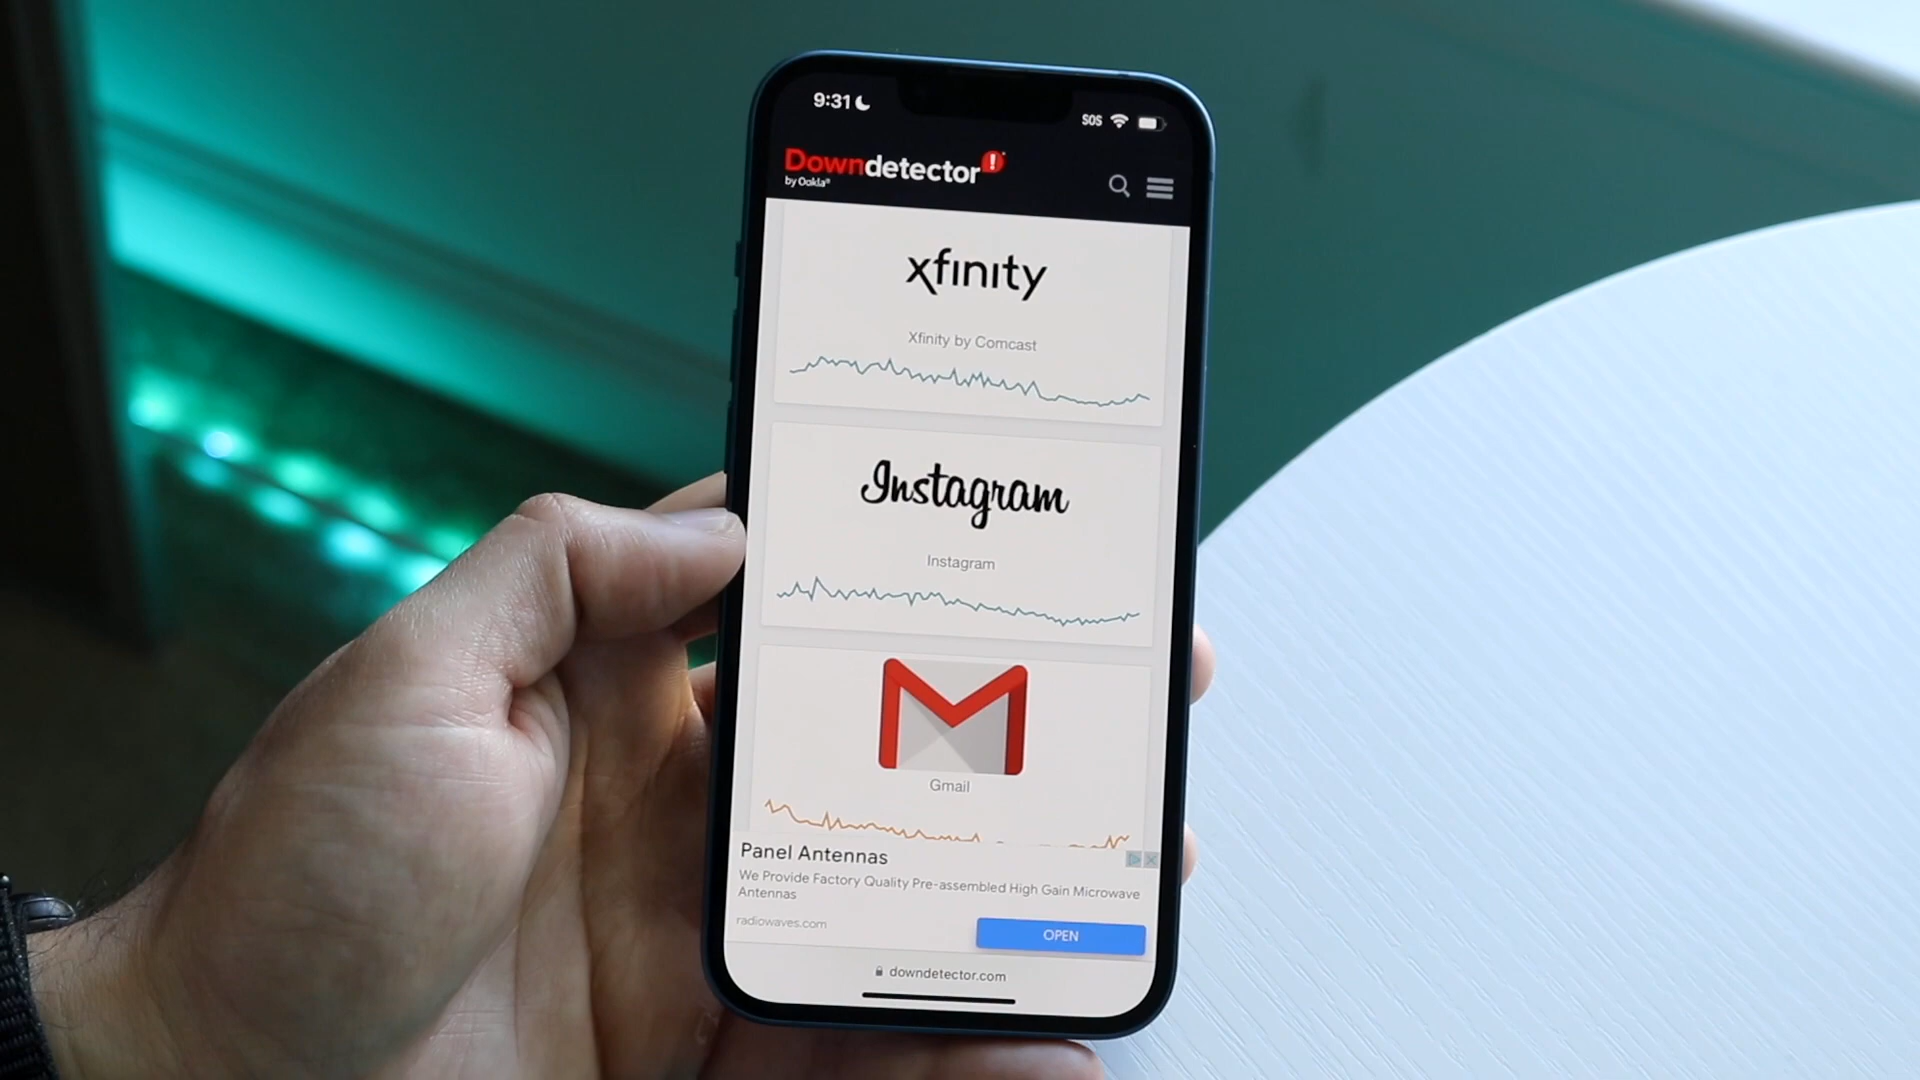 9:31
SOS
Downdetector!
by Ookla®
xfinity
Xfinity by Comcast
Instagram
Instagram
Gmail
Panel Antennas
We Provide Factory Quality Pre-assembled High Gain Microwave
Antennas
radiowaves.com
OPEN
downdetector.com